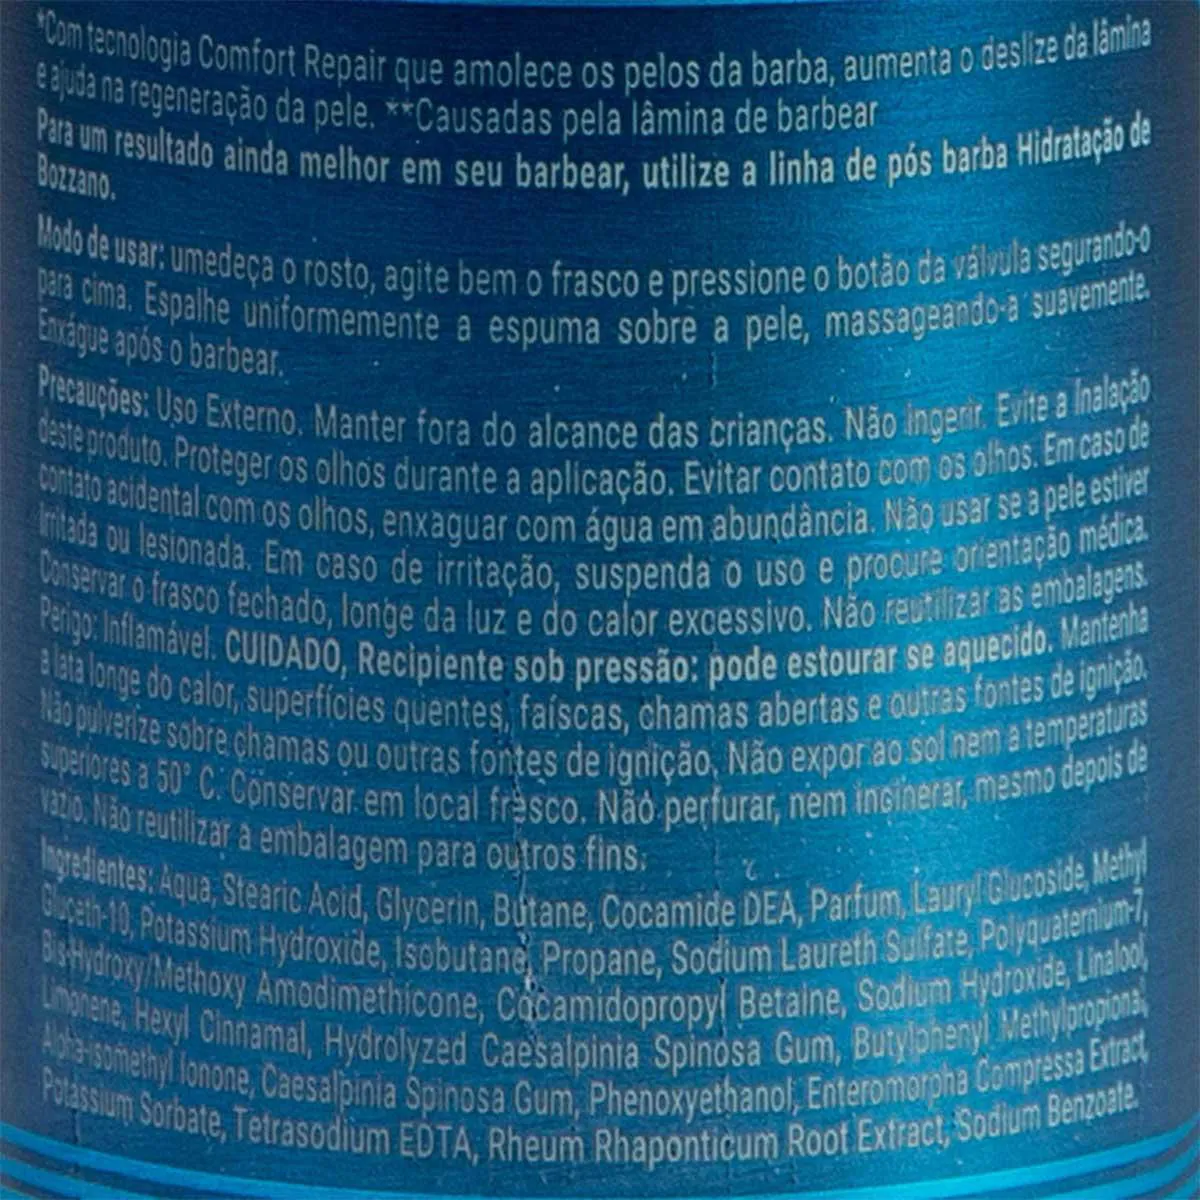 *Com tecnologia Comfort Repair que amolece os pelos da barba, aumenta o deslize da lâmina
e ajuda na regeneração da pele. **Causadas pela lâmina de barbear
Para um resultado ainda melhor em seu barbear, utilize a linha de pós barba Hidratação de
Bozzano.
Modo de usar: umedeça o rosto, agite bem o frasco e pressione o botão da válvula segurando-o
para cima. Espalhe uniformemente a espuma sobre a pele, massageando-a suavemente.
Enxágue após o barbear.
Precauções: Uso Externo. Manter fora do alcance das crianças. Não ingerir. Evite a Inalação
deste produto. Proteger os olhos durante a aplicação. Evitar contato com os olhos. Em caso de
contato acidental com os olhos, enxaguar com água em abundância. Não usar se a pele estiver
irritada ou lesionada. Em caso de irritação, suspenda o uso e procure orientação médica.
Conservar o frasco fechado, longe da luz e do calor excessivo. Não reutilizar as embalagens.
Perigo: Inflamável. CUIDADO, Recipiente sob pressão: pode estourar se aquecido. Mantenha
a lata longe do calor, superfícies quentes, faíscas, chamas abertas e outras fontes de ignição.
Não pulverize sobre chamas ou outras fontes de ignição. Não expor ao sol nem a temperaturas
superiores a 50° C. Conservar em local fresco. Não perfurar, nem incinerar, mesmo depois de
vazio. Não reutilizar a embalagem para outros fins.
Ingredientes: Aqua, Stearic Acid, Glycerin, Butane, Cocamide DEA, Parfum, Lauryl Glucoside, Methyl
Gluceth-10, Potassium Hydroxide, Isobutane, Propane, Sodium Laureth Sulfate, Polyquaternium-7,
Bis-Hydroxy/Methoxy Amodimethicone, Cocamidopropyl Betaine, Sodium Hydroxide, Linalool,
Limonene, Hexyl Cinnamal, Hydrolyzed Caesalpinia Spinosa Gum, Butylphenyl Methylpropional,
Alpha-Isomethyl Ionone, Caesalpinia Spinosa Gum, Phenoxyethanol, Enteromorpha Compressa Extract,
Potassium Sorbate, Tetrasodium EDTA, Rheum Rhaponticum Root Extract, Sodium Benzoate.